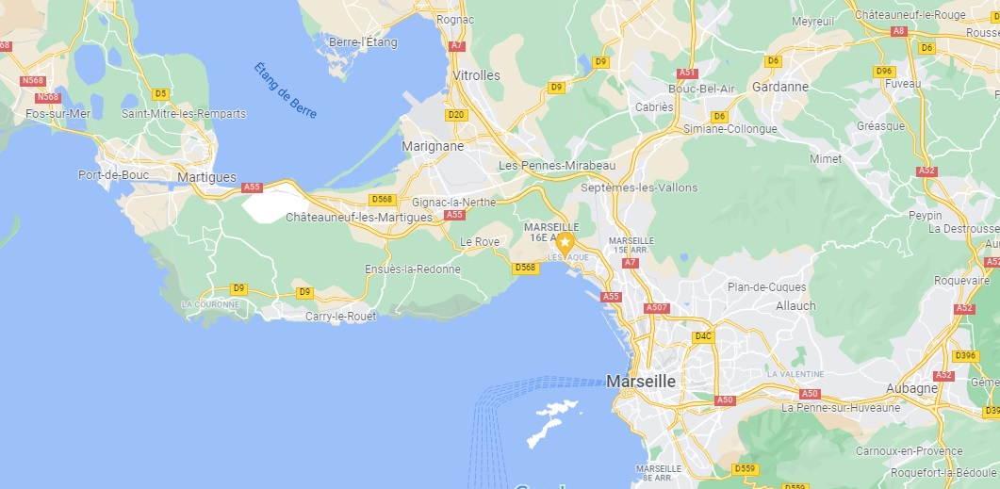 Rognac
Berre-l'Étang
A7
Meyreuil
Châteauneuf-le-Rouge
A8
D6
Étang de Berre
Vitrolles
D9
D9
A51
D6
D96
Fuveau
N568
N568
D5
Bouc-Bel-Air
Gardanne
Fos-sur-Mer
Saint-Mitre-les-Remparts
D20
Cabriès
D6
Simiane-Collongue
Gréasque
Marignane
Les Pennes-Mirabeau
Mimet
Port-de-Bouc
Martigues
A55
A52
Septèmes-les-Vallons
D568
Gignac-la-Nerthe
A55
Châteauneuf-les-Martigues
Peypin
La Destrousse
MARSEILLE
16E A
MARSEILLE
15E ARR.
Le Rove
D568
A7
Ensuès-la-Redonne
Roquevaire
D9
D9
LA COURONNE
Carry-le-Rouet
A55
A507
Plan-de-Cuques
Allauch
A52
D4C
D396
Marseille
LA VALENTINE
A52
A50
A50
Aubagne
La Penne-sur-Huveaune
Carnoux-en-Provence
MARSEILLE
8E ARR.
D559
D559
Roquefort-la-Bédoule